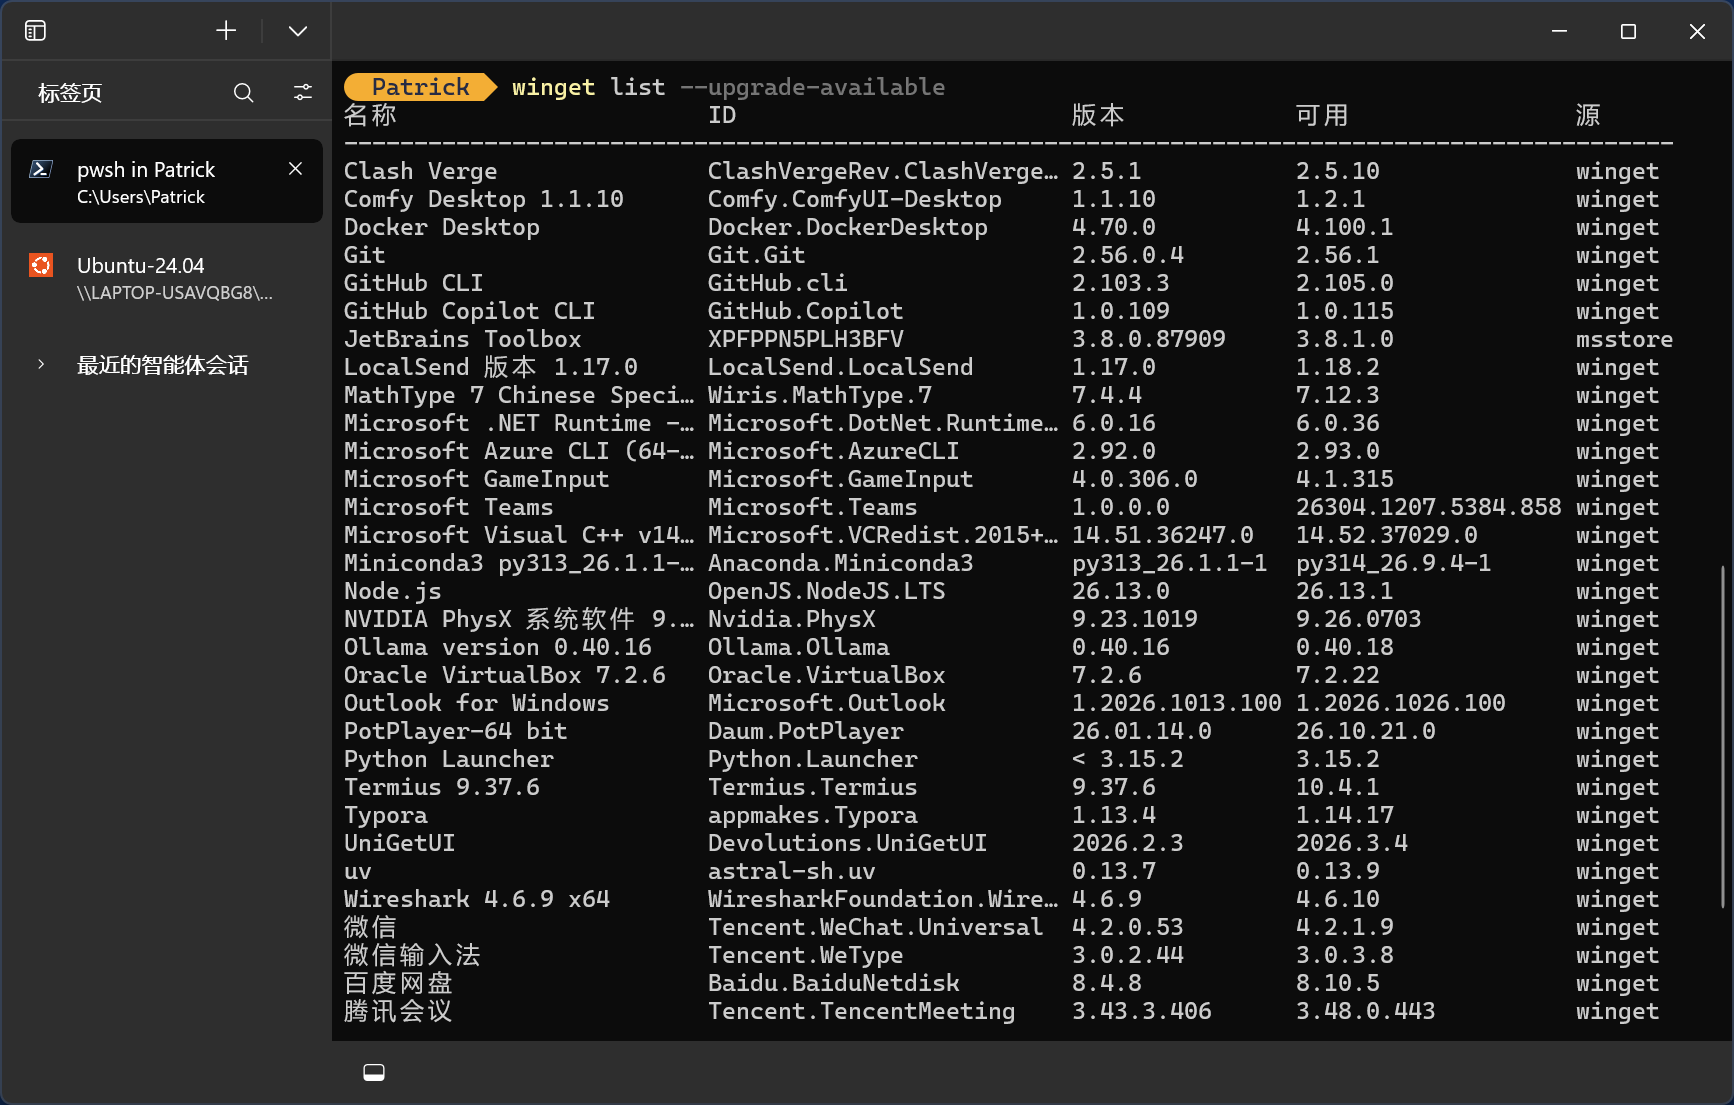 标签页
pwsh in Patrick
C:\Users\Patrick
Ubuntu-24.04
\\LAPTOP-USAVQBG8\...
最近的智能体会话
Patrick winget list --upgrade-available
名称 ID 版本 可用 源
-----------------------------------------------------------------------------------------------
Clash Verge ClashVergeRev.ClashVerge… 2.5.1 2.5.10 winget
Comfy Desktop 1.1.10 Comfy.ComfyUI-Desktop 1.1.10 1.2.1 winget
Docker Desktop Docker.DockerDesktop 4.70.0 4.100.1 winget
Git Git.Git 2.56.0.4 2.56.1 winget
GitHub CLI GitHub.cli 2.103.3 2.105.0 winget
GitHub Copilot CLI GitHub.Copilot 1.0.109 1.0.115 winget
JetBrains Toolbox XPFPPN5PLH3BFV 3.8.0.87909 3.8.1.0 msstore
LocalSend 版本 1.17.0 LocalSend.LocalSend 1.17.0 1.18.2 winget
MathType 7 Chinese Speci… Wiris.MathType.7 7.4.4 7.12.3 winget
Microsoft .NET Runtime -… Microsoft.DotNet.Runtime… 6.0.16 6.0.36 winget
Microsoft Azure CLI (64-… Microsoft.AzureCLI 2.92.0 2.93.0 winget
Microsoft GameInput Microsoft.GameInput 4.0.306.0 4.1.315 winget
Microsoft Teams Microsoft.Teams 1.0.0.0 26304.1207.5384.858 winget
Microsoft Visual C++ v14… Microsoft.VCRedist.2015+… 14.51.36247.0 14.52.37029.0 winget
Miniconda3 py313_26.1.1-… Anaconda.Miniconda3 py313_26.1.1-1 py314_26.9.4-1 winget
Node.js OpenJS.NodeJS.LTS 26.13.0 26.13.1 winget
NVIDIA PhysX 系统软件 9.… Nvidia.PhysX 9.23.1019 9.26.0703 winget
Ollama version 0.40.16 Ollama.Ollama 0.40.16 0.40.18 winget
Oracle VirtualBox 7.2.6 Oracle.VirtualBox 7.2.6 7.2.22 winget
Outlook for Windows Microsoft.Outlook 1.2026.1013.100 1.2026.1026.100 winget
PotPlayer-64 bit Daum.PotPlayer 26.01.14.0 26.10.21.0 winget
Python Launcher Python.Launcher < 3.15.2 3.15.2 winget
Termius 9.37.6 Termius.Termius 9.37.6 10.4.1 winget
Typora appmakes.Typora 1.13.4 1.14.17 winget
UniGetUI Devolutions.UniGetUI 2026.2.3 2026.3.4 winget
uv astral-sh.uv 0.13.7 0.13.9 winget
Wireshark 4.6.9 x64 WiresharkFoundation.Wire… 4.6.9 4.6.10 winget
微信 Tencent.WeChat.Universal 4.2.0.53 4.2.1.9 winget
微信输入法 Tencent.WeType 3.0.2.44 3.0.3.8 winget
百度网盘 Baidu.BaiduNetdisk 8.4.8 8.10.5 winget
腾讯会议 Tencent.TencentMeeting 3.43.3.406 3.48.0.443 winget